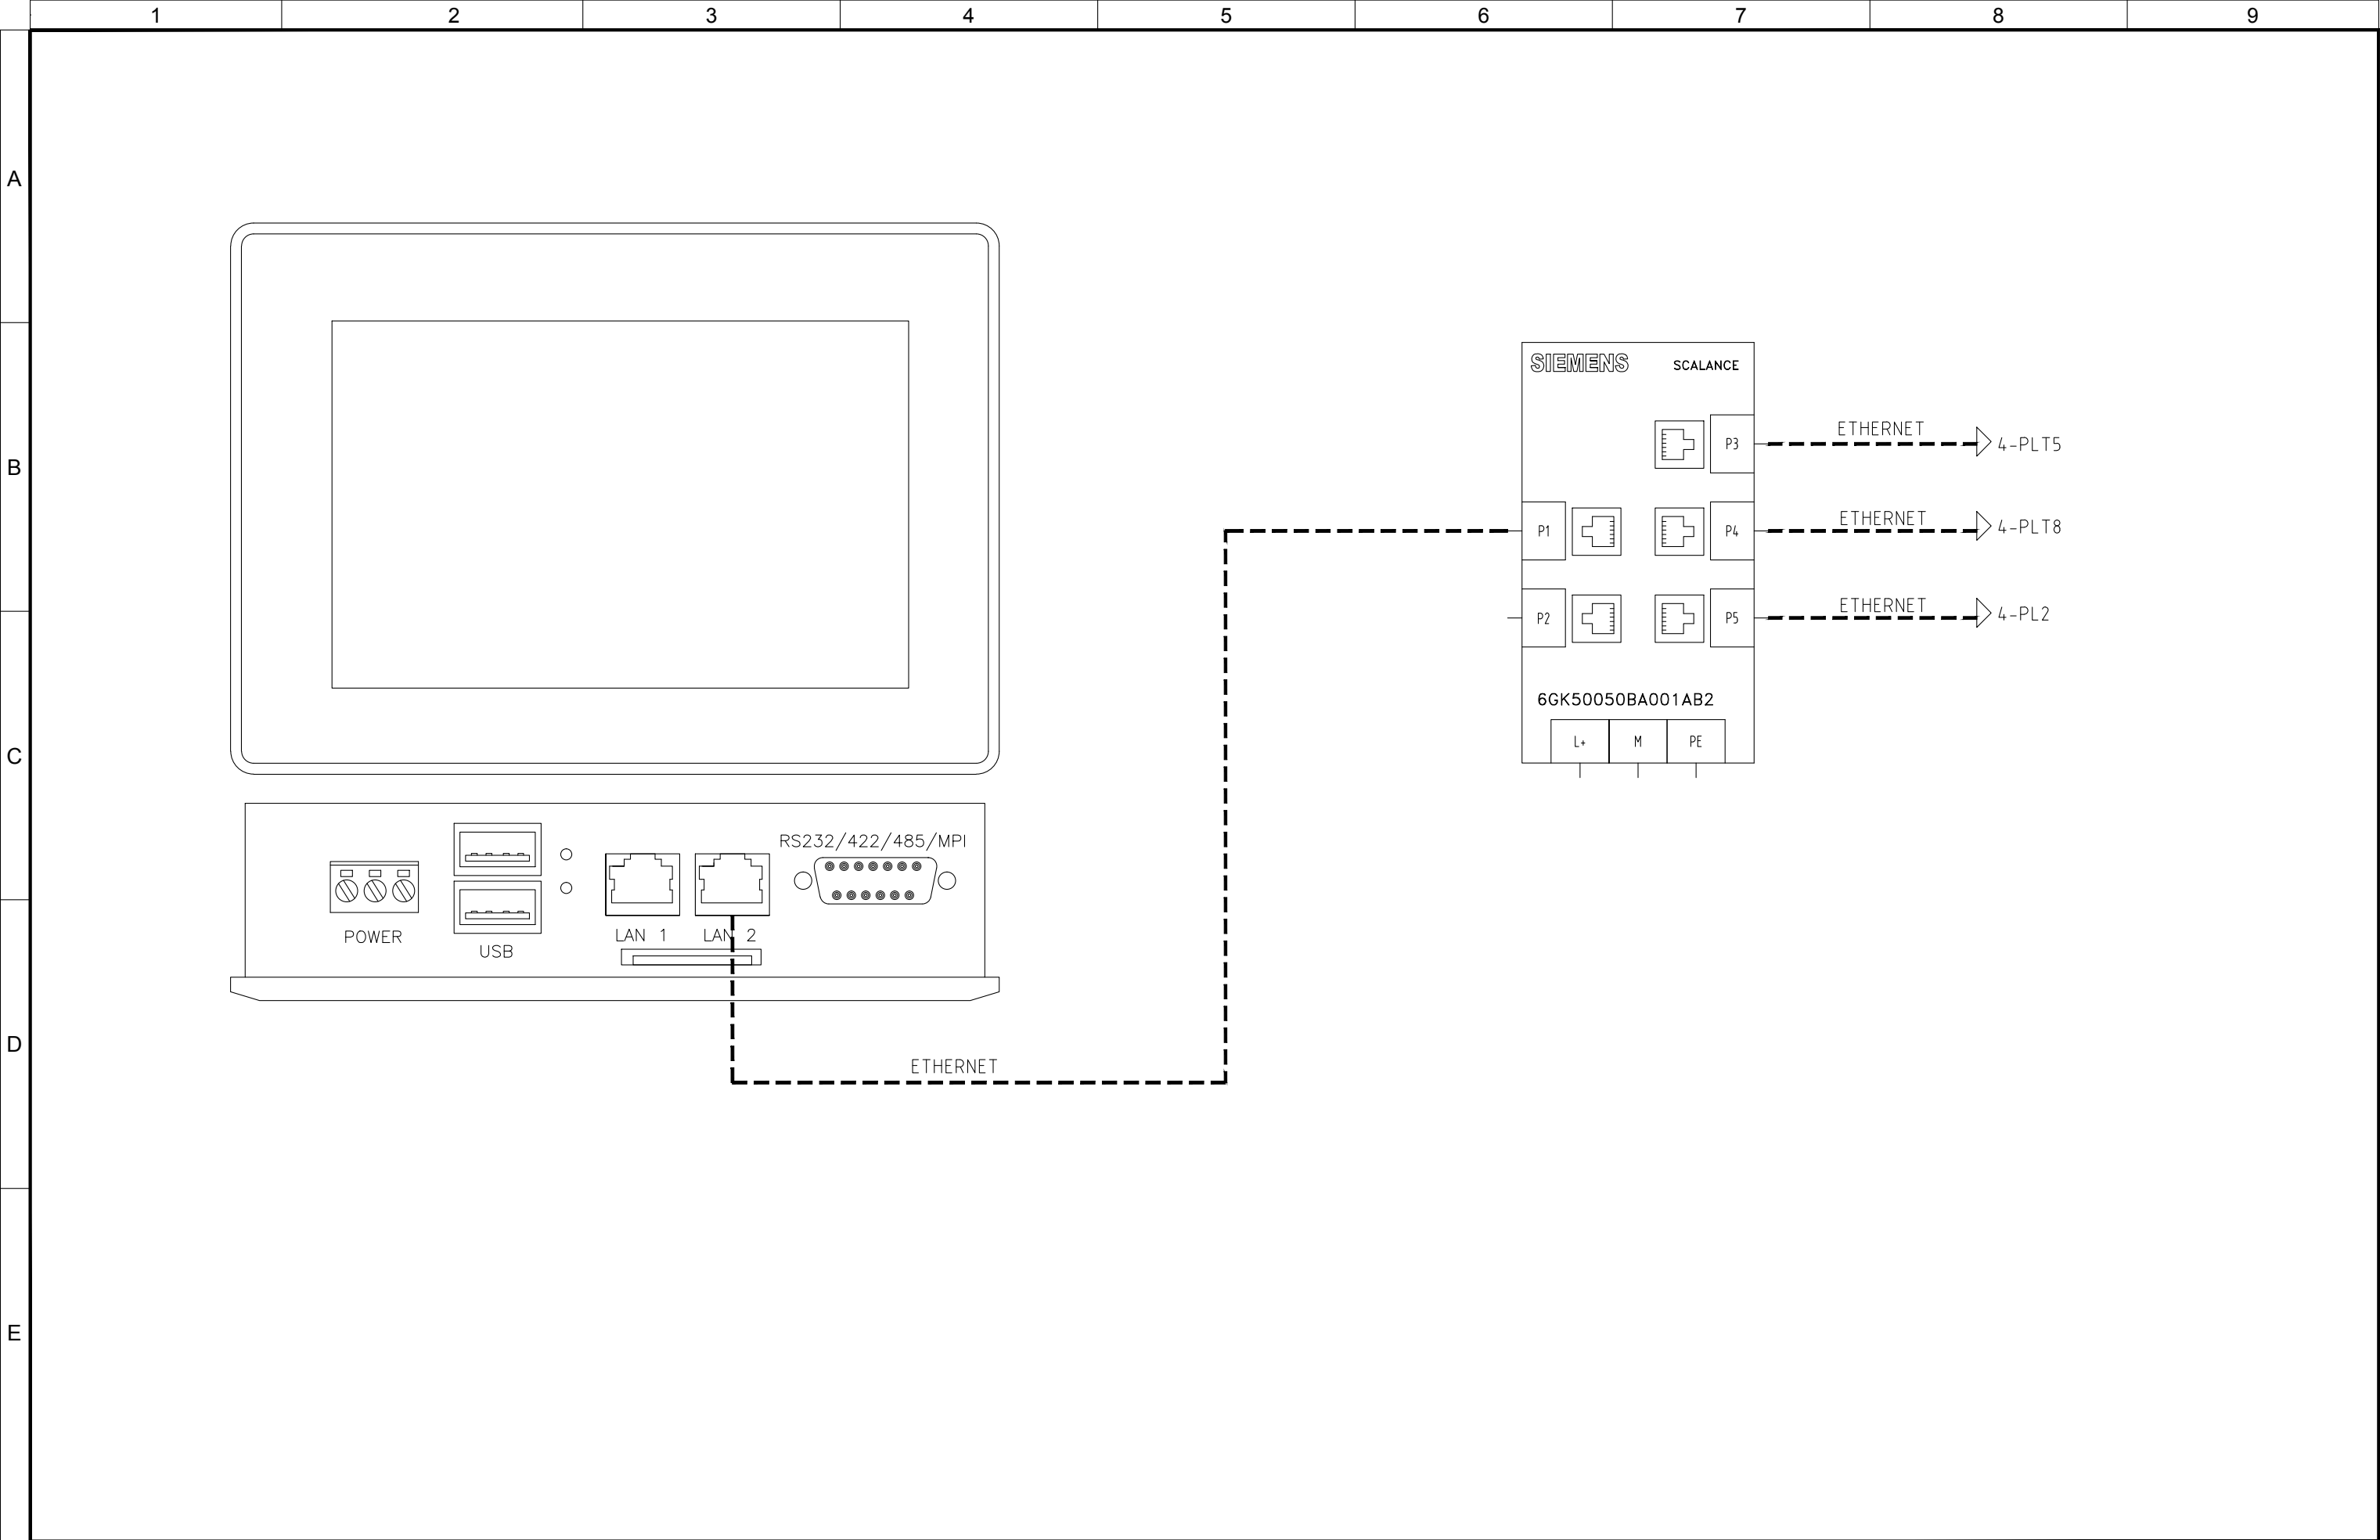 1 2 3 4 5 6 7 8 9
A
SIEMENS SCALANCE
P3 ETHERNET 4-PLT5
B
P1 P4 ETHERNET 4-PLT8
P2 P5 ETHERNET 4-PL2
6GK50050BA001AB2
L+ M PE
C
RS232/422/485/MPI
POWER USB LAN 1 LAN 2
D
ETHERNET
E